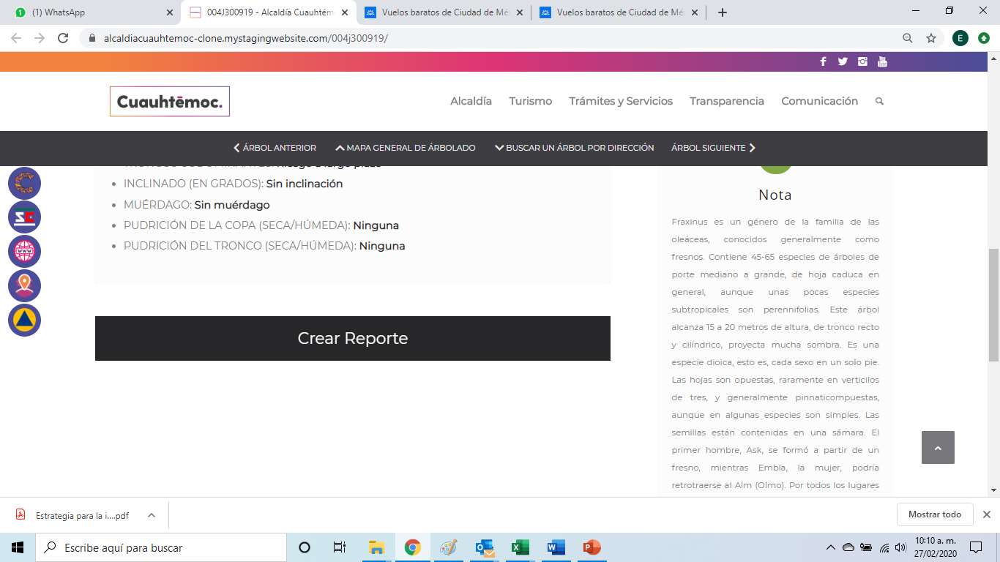 (1) WhatsApp
004J300919 - Alcaldía Cuauhtém
Vuelos baratos de Ciudad de Mé
Vuelos baratos de Ciudad de Mé
alcaldiacuauhtemoc-clone.mystagingwebsite.com/004j300919/
E
Cuauhtēmoc.
Alcaldía
Turismo
Trámites y Servicios
Transparencia
Comunicación
ÁRBOL ANTERIOR
MAPA GENERAL DE ÁRBOLADO
BUSCAR UN ÁRBOL POR DIRECCIÓN
ÁRBOL SIGUIENTE
INCLINADO (EN GRADOS): Sin inclinación
MUÉRDAGO: Sin muérdago
PUDRICIÓN DE LA COPA (SECA/HÚMEDA): Ninguna
PUDRICIÓN DEL TRONCO (SECA/HÚMEDA): Ninguna
Crear Reporte
Nota
Fraxinus es un género de la familia de las
oleáceas, conocidos generalmente como
fresnos. Contiene 45-65 especies de árboles de
porte mediano a grande, de hoja caduca en
general, aunque unas pocas especies
subtropicales son perennifolias. Este árbol
alcanza 15 a 20 metros de altura, de tronco recto
y cilíndrico, proyecta mucha sombra. Es una
especie dioica, esto es, cada sexo en un solo pie.
Las hojas son opuestas, raramente en verticilos
de tres, y generalmente pinnaticompuestas,
aunque en algunas especies son simples. Las
semillas están contenidas en una sámara. El
primer hombre, Ask, se formó a partir de un
fresno, mientras Embla, la mujer, podría
retrotraerse al Alm (Olmo). Por todos los lugares
Estrategia para la i....pdf
Mostrar todo
Escribe aquí para buscar
10:10 a. m.
27/02/2020